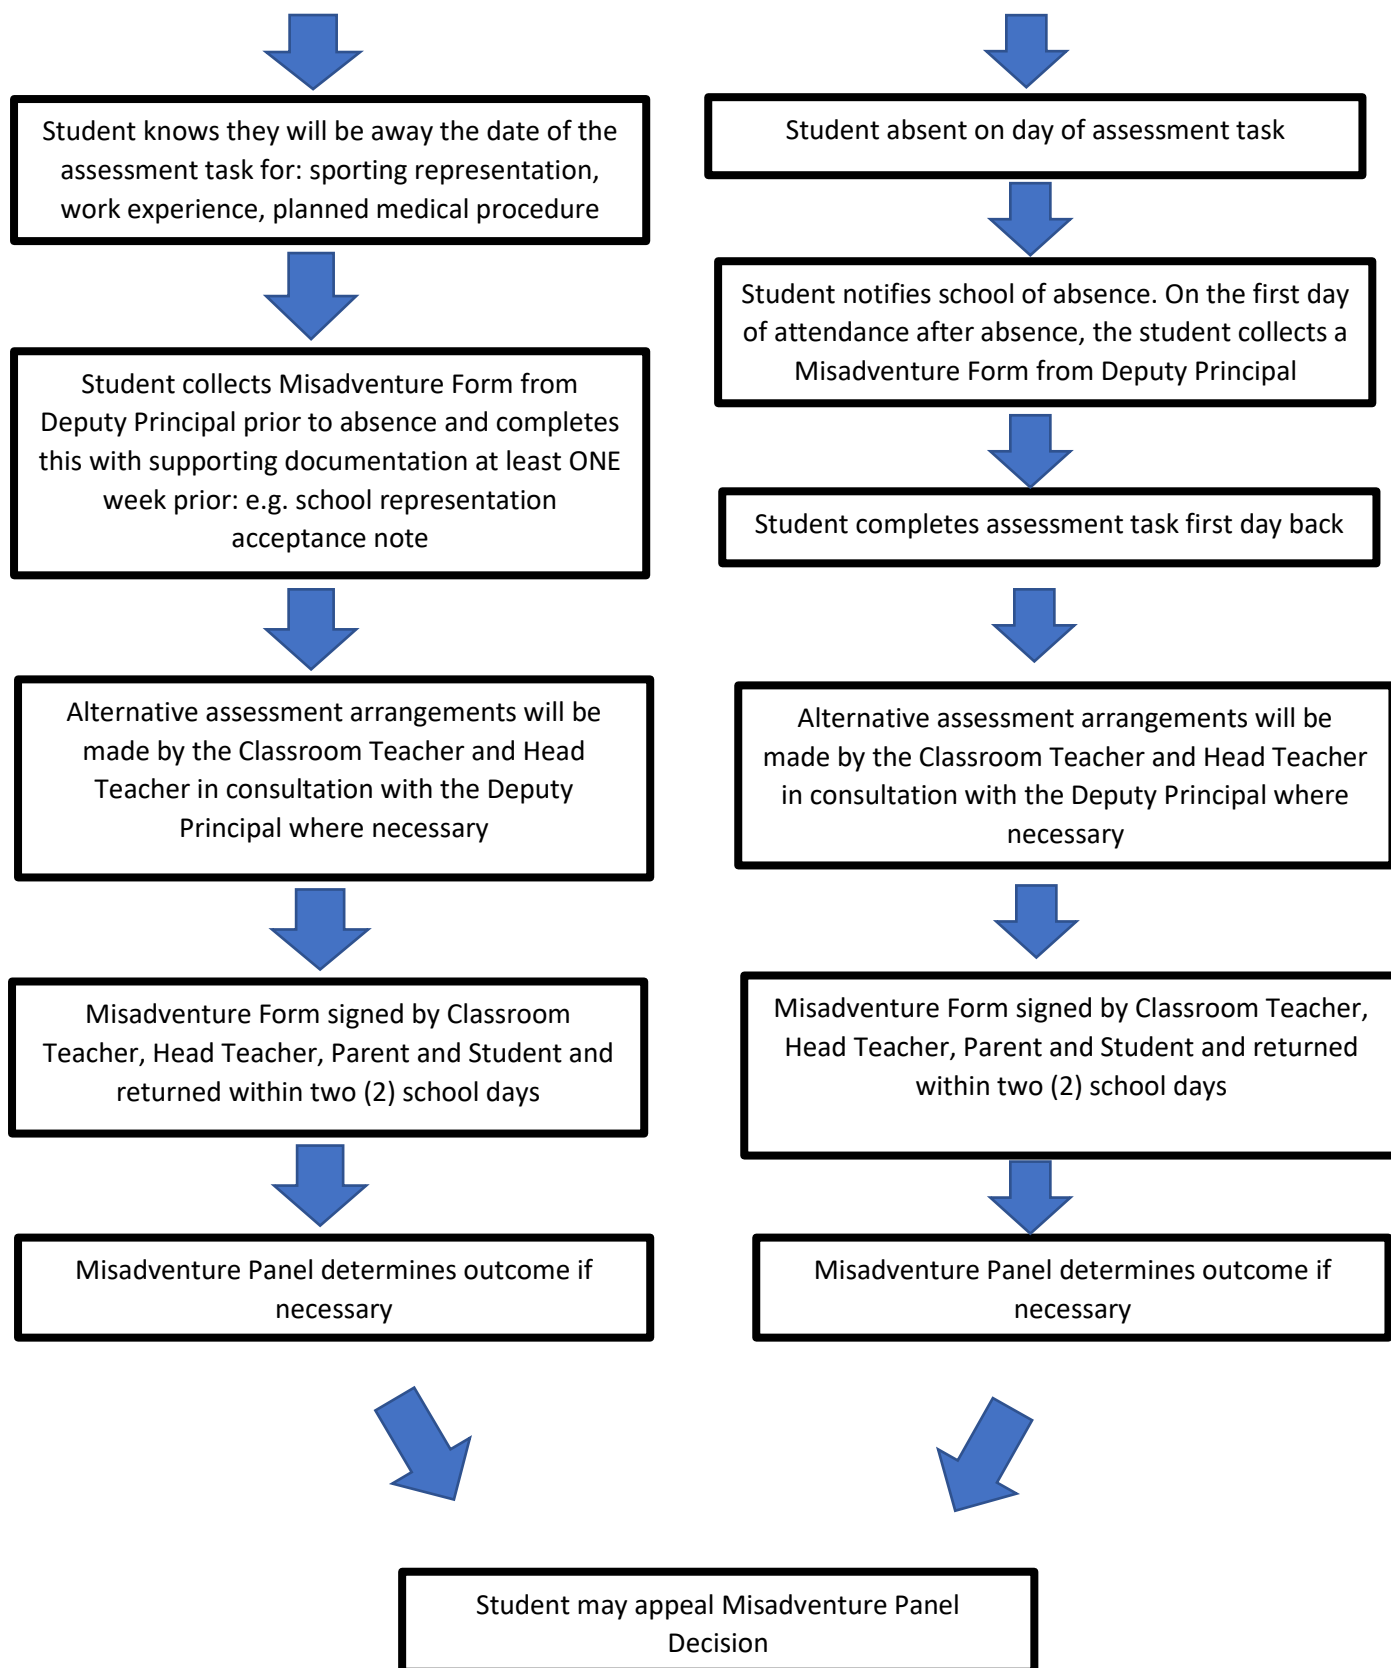 Student knows they will be away the date of the
assessment task for: sporting representation,
work experience, planned medical procedure
Student collects Misadventure Form from
Deputy Principal prior to absence and completes
this with supporting documentation at least ONE
week prior: e.g. school representation
acceptance note
Alternative assessment arrangements will be
made by the Classroom Teacher and Head
Teacher in consultation with the Deputy
Principal where necessary
Misadventure Form signed by Classroom
Teacher, Head Teacher, Parent and Student and
returned within two (2) school days
Misadventure Panel determines outcome if
necessary
Student absent on day of assessment task
Student notifies school of absence. On the first day
of attendance after absence, the student collects a
Misadventure Form from Deputy Principal
Student completes assessment task first day back
Alternative assessment arrangements will be
made by the Classroom Teacher and Head Teacher
in consultation with the Deputy Principal where
necessary
Misadventure Form signed by Classroom Teacher,
Head Teacher, Parent and Student and returned
within two (2) school days
Misadventure Panel determines outcome if
necessary
Student may appeal Misadventure Panel
Decision